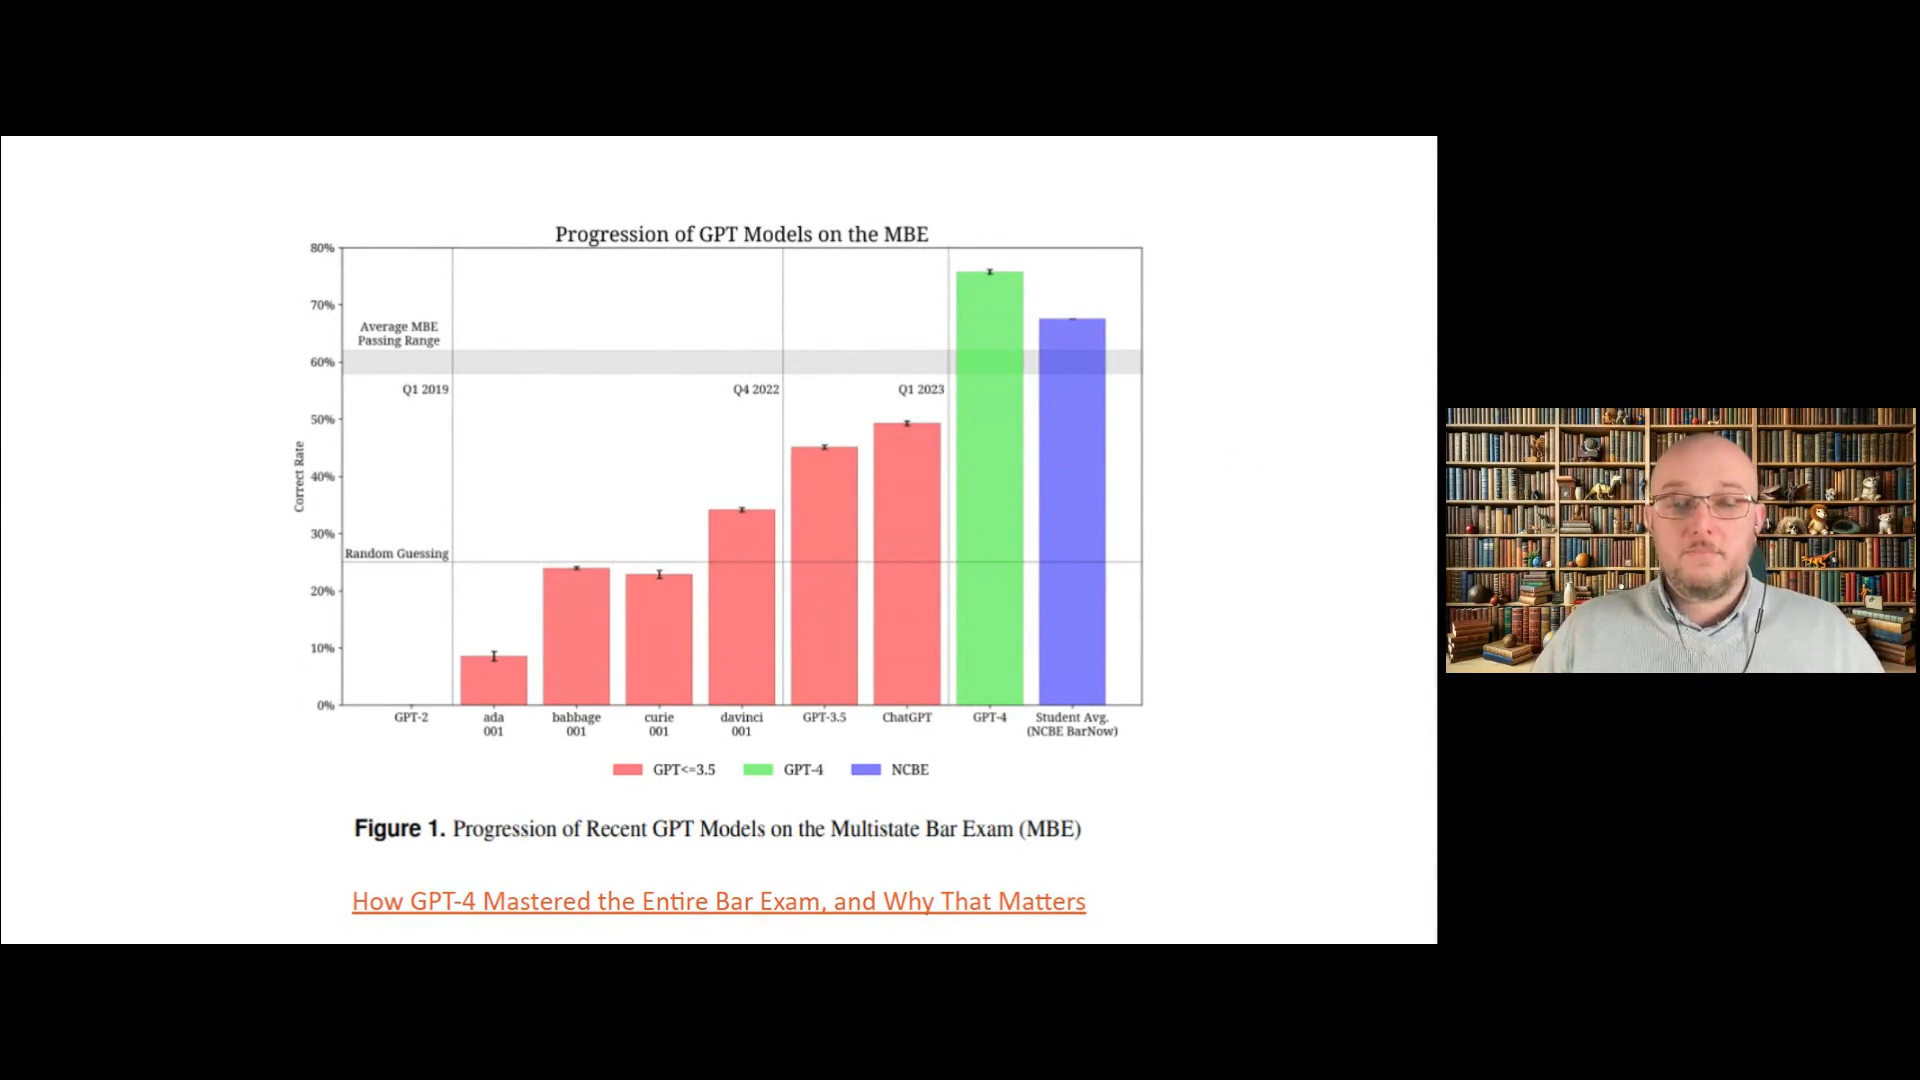 Progression of GPT Models on the MBE
80%
70%
60%
50%
40%
30%
20%
10%
0%
Correct Rate
Average MBE
Passing Range
Q1 2019
Q4 2022
Q1 2023
Random Guessing
GPT-2
ada
001
babbage
001
curie
001
davinci
001
GPT-3.5
ChatGPT
GPT-4
Student Avg.
(NCBE BarNow)
GPT<=3.5
GPT-4
NCBE
Figure 1. Progression of Recent GPT Models on the Multistate Bar Exam (MBE)
How GPT-4 Mastered the Entire Bar Exam, and Why That Matters